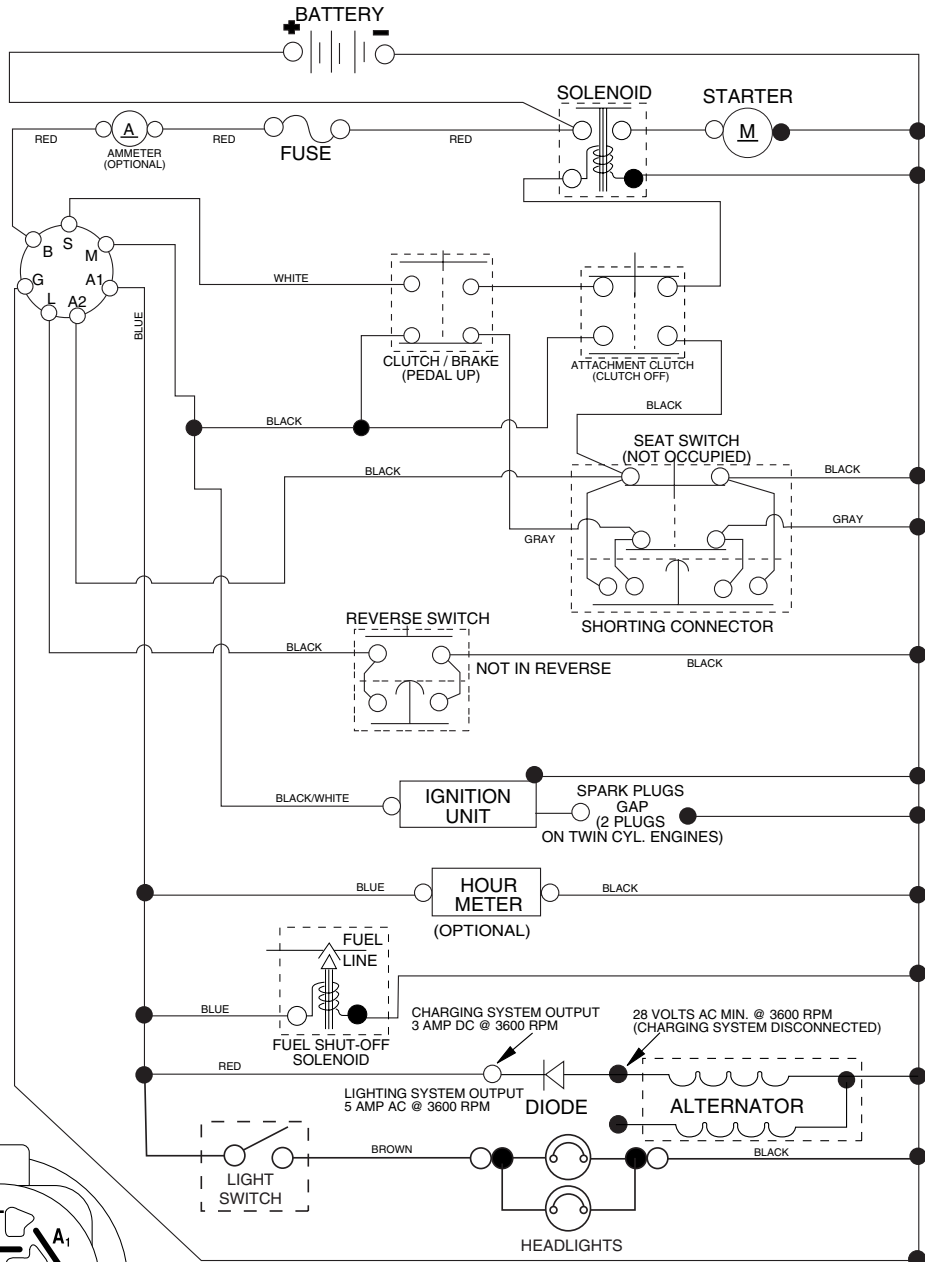 BATTERY
+ -
SOLENOID
STARTER
RED
A
RED
FUSE
RED
M
AMMETER
(OPTIONAL)
B
S
M
G
A1
L
A2
WHITE
BLUE
CLUTCH / BRAKE
(PEDAL UP)
ATTACHMENT CLUTCH
(CLUTCH OFF)
BLACK
BLACK
SEAT SWITCH
(NOT OCCUPIED)
BLACK
BLACK
GRAY
GRAY
SHORTING CONNECTOR
REVERSE SWITCH
BLACK
NOT IN REVERSE
BLACK
BLACK/WHITE
IGNITION
UNIT
SPARK PLUGS
GAP
(2 PLUGS
ON TWIN CYL. ENGINES)
BLUE
HOUR
METER
BLACK
(OPTIONAL)
FUEL
LINE
BLUE
FUEL SHUT-OFF
SOLENOID
CHARGING SYSTEM OUTPUT
3 AMP DC @ 3600 RPM
28 VOLTS AC MIN. @ 3600 RPM
(CHARGING SYSTEM DISCONNECTED)
RED
LIGHTING SYSTEM OUTPUT
5 AMP AC @ 3600 RPM
DIODE
ALTERNATOR
LIGHT
SWITCH
BROWN
BLACK
HEADLIGHTS
A1